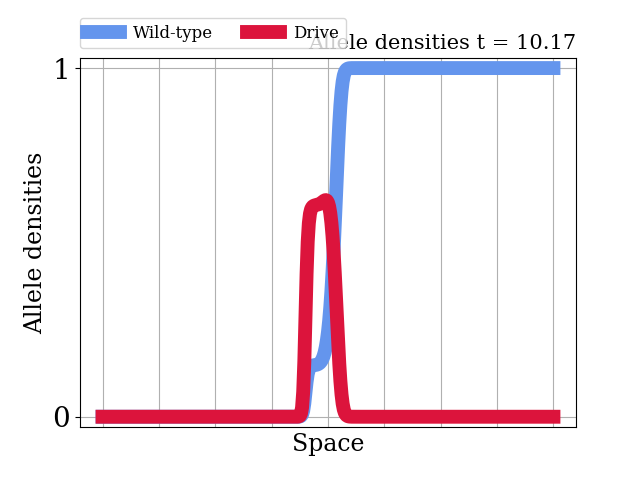 Wild-type
Drive
Allele densities t = 10.17
1
Allele densities
0
Space